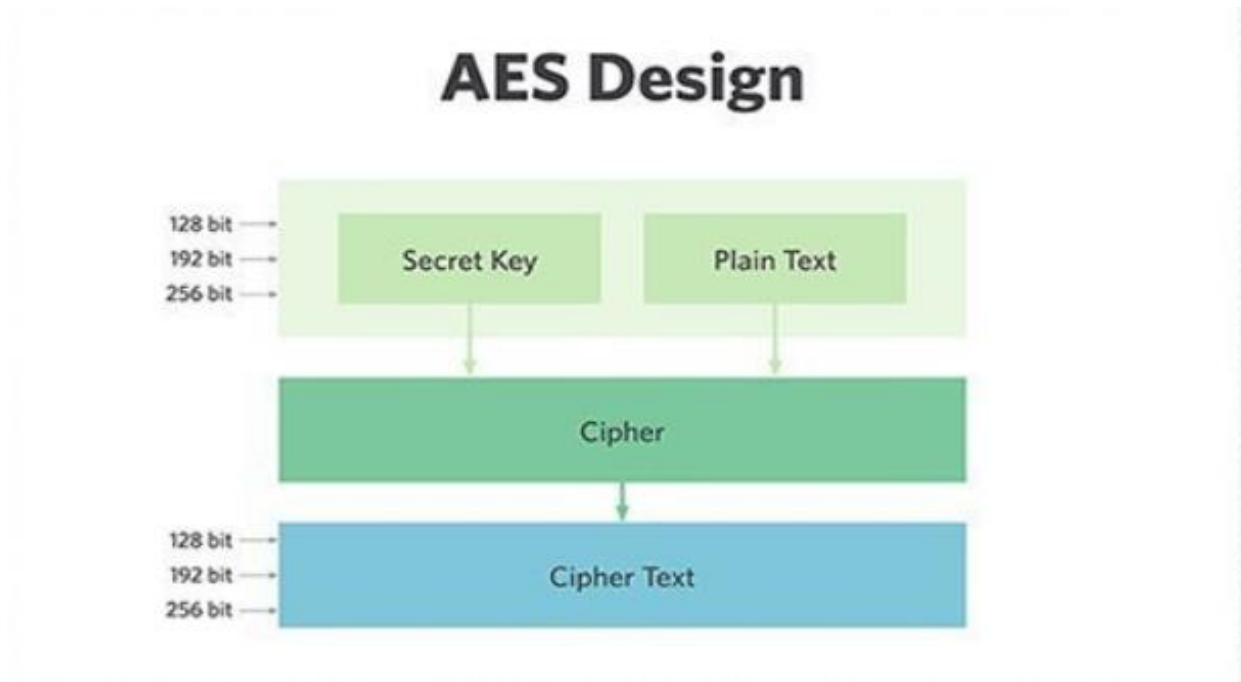 AES Design
128 bit
192 bit
256 bit
Secret Key
Plain Text
Cipher
128 bit
192 bit
256 bit
Cipher Text